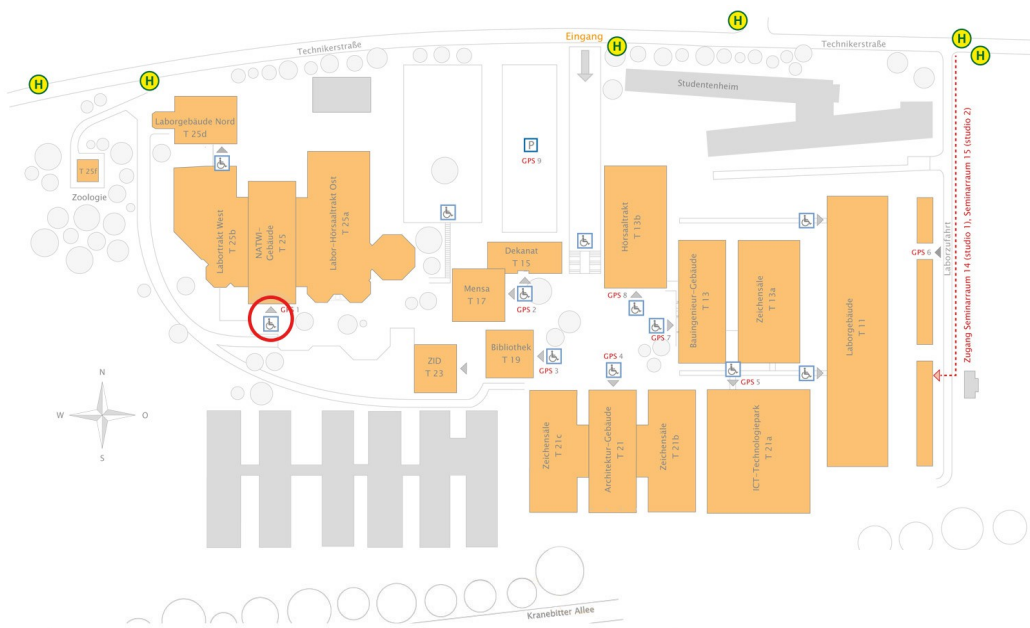 H
H
H
H
H
H
Eingang
Technikerstraße
Technikerstraße
Studentenheim
Laborgebäude Nord
T 25d
T 25f
Zoologie
P
GPS 9
Labortrakt West
T 25b
NATWI-
Gebäude
T 25
Labor-Hörsaaltrakt Ost
T 25a
GPS 1
Dekanat
T 15
Mensa
T 17
GPS 2
Bibliothek
T 19
GPS 3
ZID
T 23
Hörsaaltrakt
T 13b
GPS 8
GPS 7
Bauingenieur-Gebäude
T 13
Zeichensäle
T 13a
Laborgebäude
T 11
GPS 6
Laborzufahrt
Zugang Seminarraum 14 (studio 1), Seminarraum 15 (studio 2)
GPS 4
GPS 5
Zeichensäle
T 21c
Architektur-Gebäude
T 21
Zeichensäle
T 21b
ICT-Technologiepark
T 21a
N
W
O
S
Kranebitter Allee